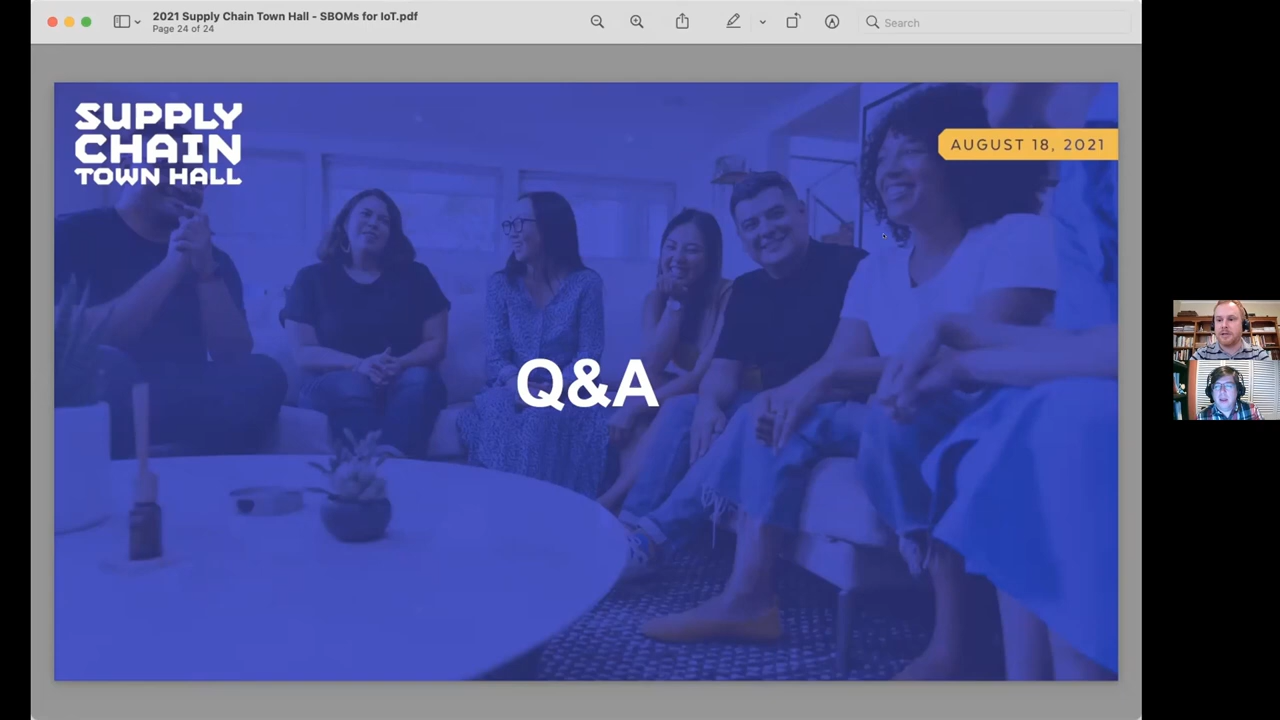 2021 Supply Chain Town Hall - SBOMs for IoT.pdf
Page 24 of 24
Search
SUPPLY
CHAIN
TOWN HALL
AUGUST 18, 2021
Q&A